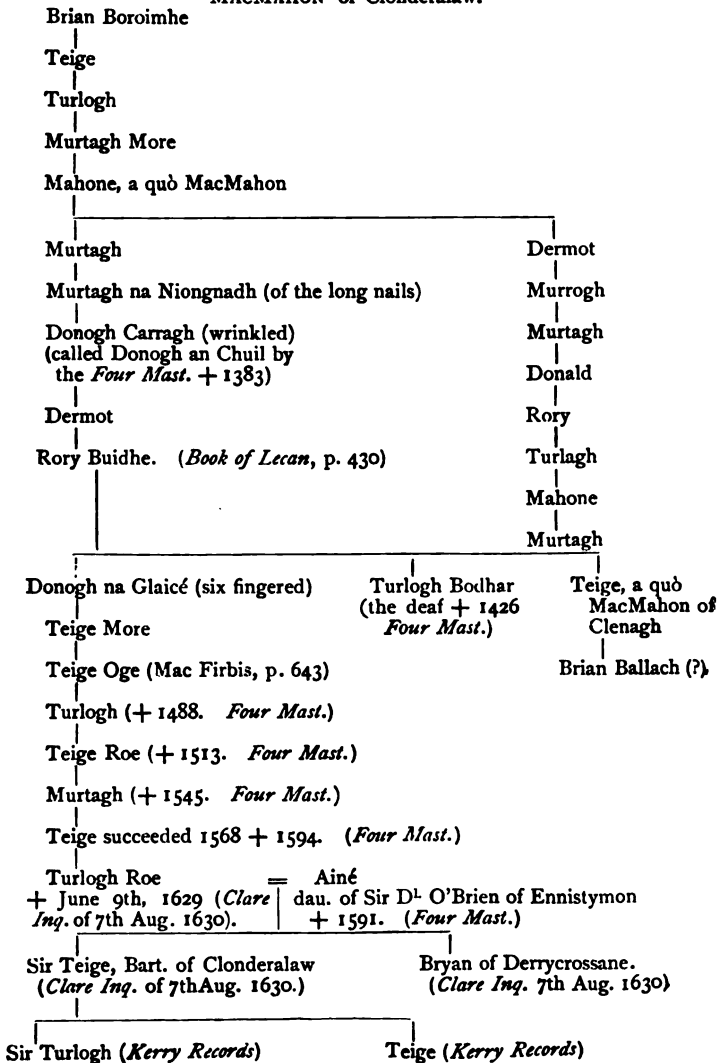 MACMAHON of Clonderalaw.
Brian Boroimhe
Teige
Turlogh
Murtagh More
Mahone, a quò MacMahon
Murtagh
Dermot
Murtagh na Niongnadh (of the long nails)
Murrogh
Donogh Carragh (wrinkled)
(called Donogh an Chuil by
the Four Mast. + 1383)
Murtagh
Donald
Dermot
Rory
Rory Buidhe. (Book of Lecan, p. 430)
Turlagh
Mahone
Murtagh
Donogh na Glaicé (six fingered)
Turlogh Bodhar
(the deaf + 1426
Four Mast.)
Teige, a quò
MacMahon of
Clenagh
Brian Ballach (?)
Teige More
Teige Oge (Mac Firbis, p. 643)
Turlogh (+ 1488. Four Mast.)
Teige Roe (+ 1513. Four Mast.)
Murtagh (+ 1545. Four Mast.)
Teige succeeded 1568 + 1594. (Four Mast.)
Turlogh Roe = Ainé
+ June 9th, 1629 (Clare
Inq. of 7th Aug. 1630).
dau. of Sir Dᴸ O'Brien of Ennistymon
+ 1591. (Four Mast.)
Sir Teige, Bart. of Clonderalaw
(Clare Inq. of 7thAug. 1630.)
Bryan of Derrycrossane.
(Clare Inq. 7th Aug. 1630)
Sir Turlogh (Kerry Records)
Teige (Kerry Records)